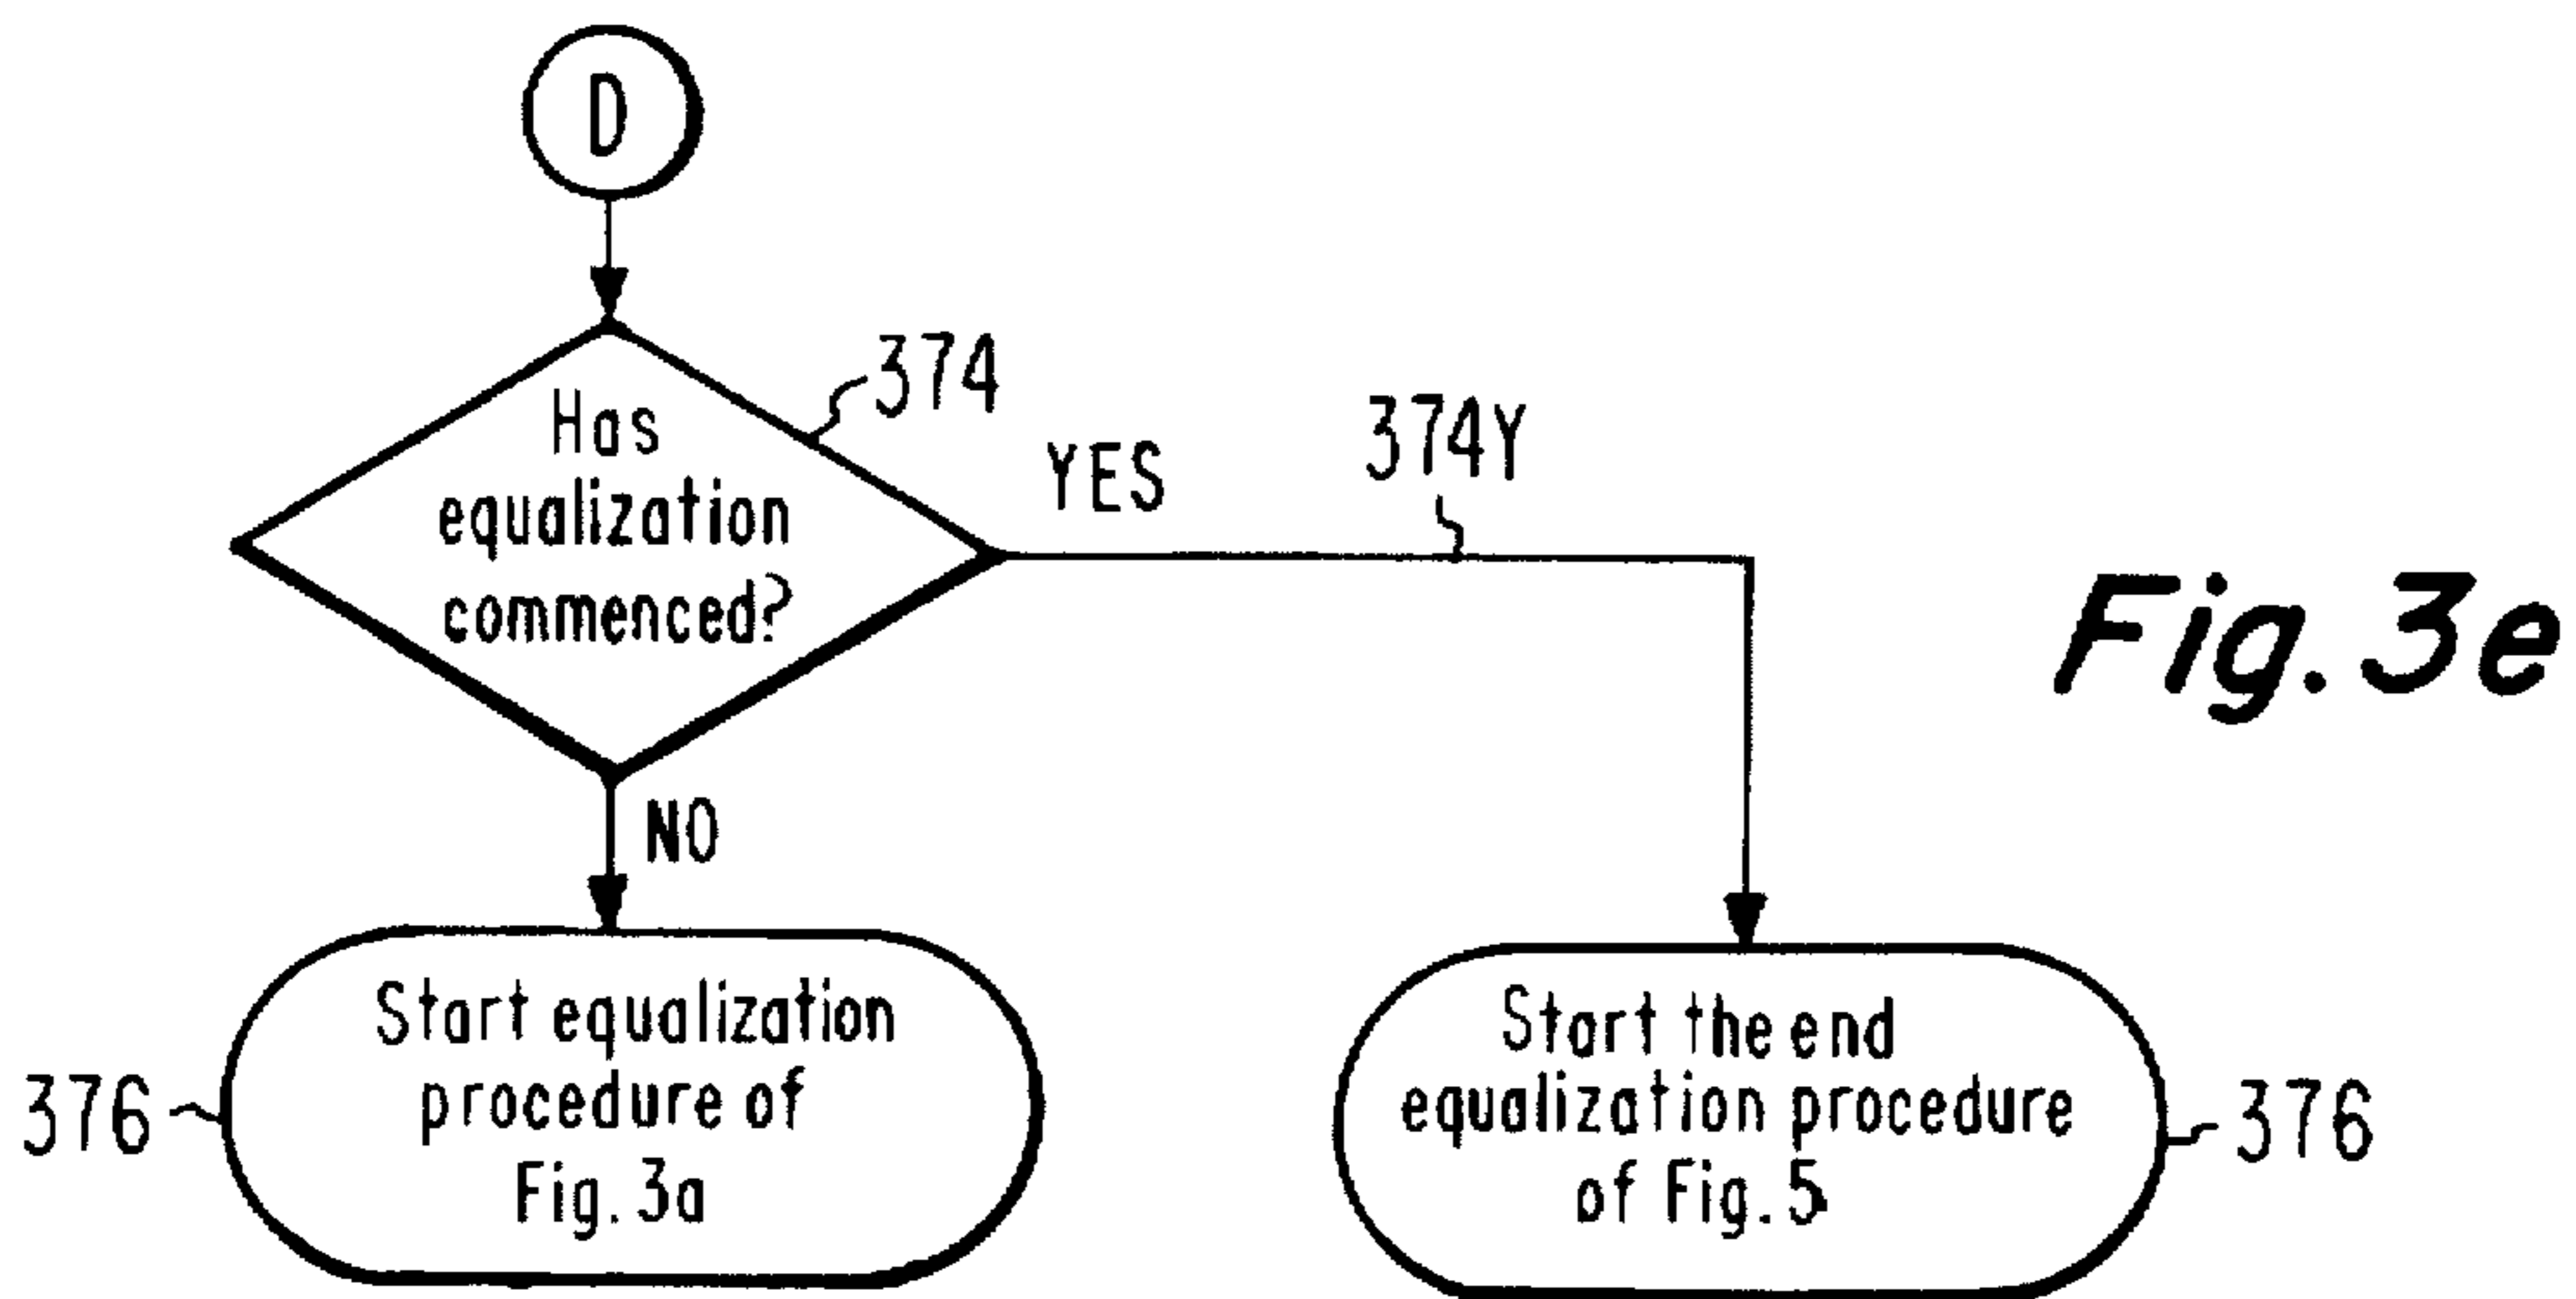 D
Has
equalization
commenced?
374
YES
374Y
Fig. 3e
NO
Start equalization
procedure of
Fig. 3a
376
Start the end
equalization procedure
of Fig. 5
376